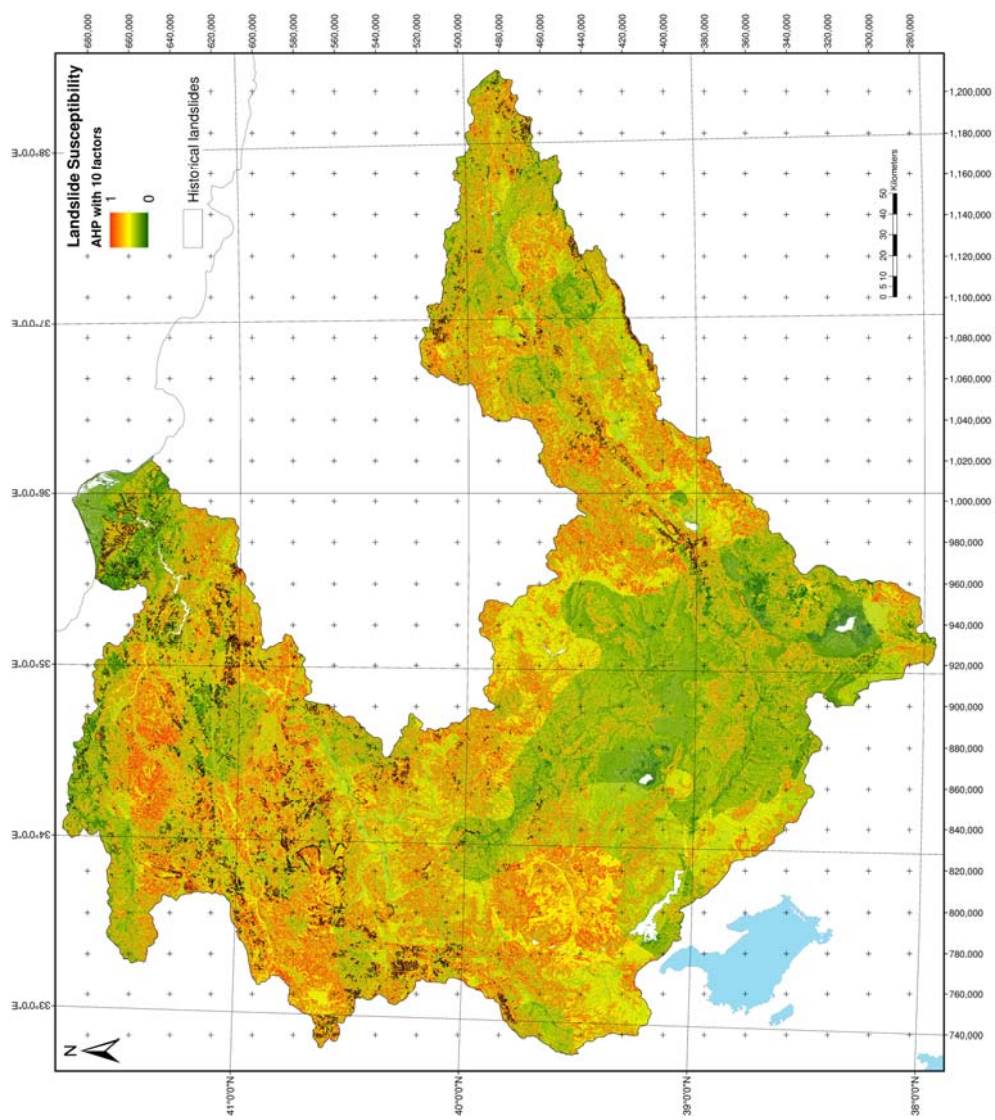 Landslide Susceptibility
AHP with 10 factors
1
0
Historical landslides
N
33°0'0"E
34°0'0"E
35°0'0"E
36°0'0"E
37°0'0"E
38°0'0"E
41°0'0"N
40°0'0"N
39°0'0"N
38°0'0"N
680,000
660,000
640,000
620,000
600,000
580,000
560,000
540,000
520,000
500,000
480,000
460,000
440,000
420,000
400,000
380,000
360,000
340,000
320,000
300,000
280,000
0 5 10 20 30 40 50
Kilometers
740,000
760,000
780,000
800,000
820,000
840,000
860,000
880,000
900,000
920,000
940,000
960,000
980,000
1,000,000
1,020,000
1,040,000
1,060,000
1,080,000
1,100,000
1,120,000
1,140,000
1,160,000
1,180,000
1,200,000